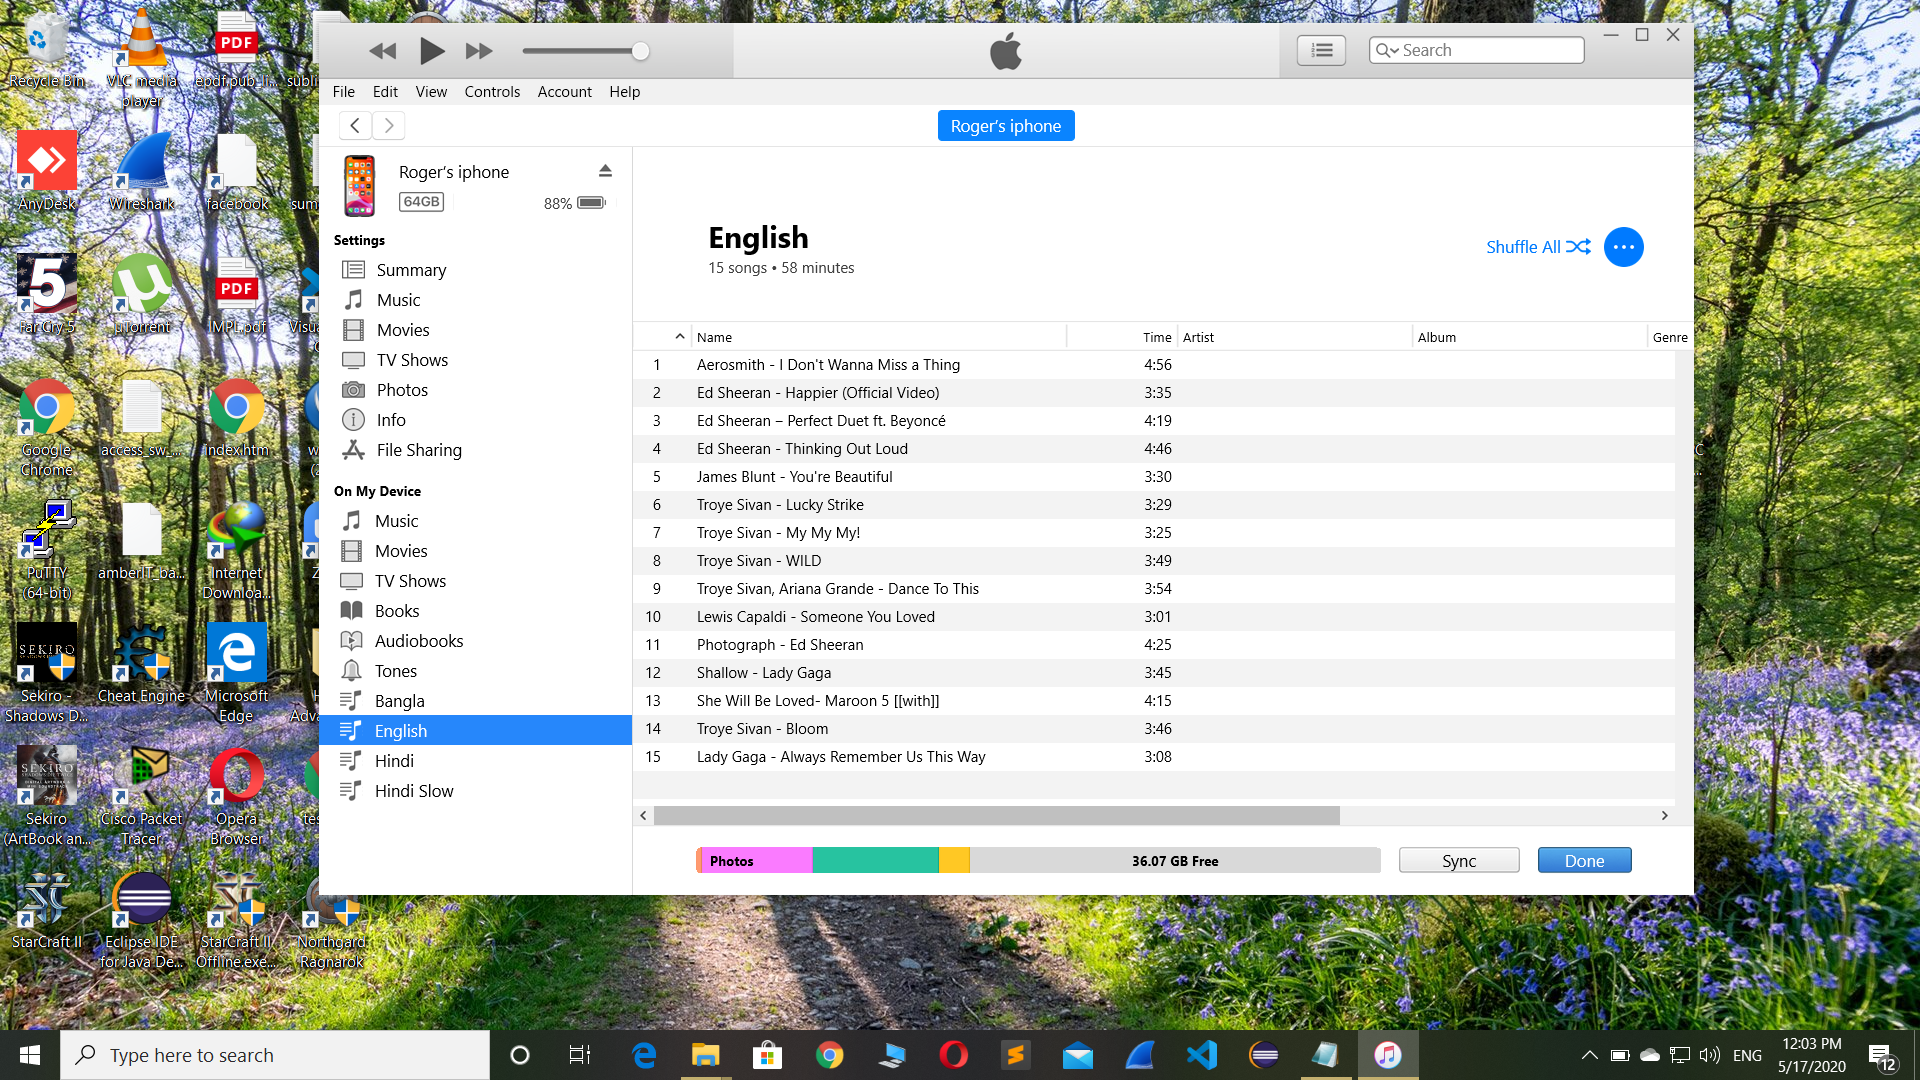 Recycle Bin
VLC media player
PDF
epdf.pub_li...
AnyDesk
Wireshark
facebook
5
Far Cry 5
µTorrent
PDF
IMPL.pdf
Google Chrome
access_sw_...
index.htm
PuTTY (64-bit)
amberIT_ba...
Internet Downloa...
SEKIRO
Sekiro - Shadows D...
Cheat Engine
Microsoft Edge
SEKIRO
Sekiro (ArtBook an...
Cisco Packet Tracer
Opera Browser
StarCraft II
Eclipse IDE for Java De...
StarCraft II Offline.exe...
Northgard Ragnarok
Search
File Edit View Controls Account Help
Roger's iphone
Roger's iphone
64GB
88%
Settings
Summary
Music
Movies
TV Shows
Photos
Info
File Sharing
On My Device
Music
Movies
TV Shows
Books
Audiobooks
Tones
Bangla
English
Hindi
Hindi Slow
English
15 songs • 58 minutes
Shuffle All
Name Time Artist Album Genre
1 Aerosmith - I Don't Wanna Miss a Thing 4:56
2 Ed Sheeran - Happier (Official Video) 3:35
3 Ed Sheeran – Perfect Duet ft. Beyoncé 4:19
4 Ed Sheeran - Thinking Out Loud 4:46
5 James Blunt - You're Beautiful 3:30
6 Troye Sivan - Lucky Strike 3:29
7 Troye Sivan - My My My! 3:25
8 Troye Sivan - WILD 3:49
9 Troye Sivan, Ariana Grande - Dance To This 3:54
10 Lewis Capaldi - Someone You Loved 3:01
11 Photograph - Ed Sheeran 4:25
12 Shallow - Lady Gaga 3:45
13 She Will Be Loved- Maroon 5 [[with]] 4:15
14 Troye Sivan - Bloom 3:46
15 Lady Gaga - Always Remember Us This Way 3:08
Photos
36.07 GB Free
Sync
Done
Type here to search
ENG
12:03 PM
5/17/2020
12